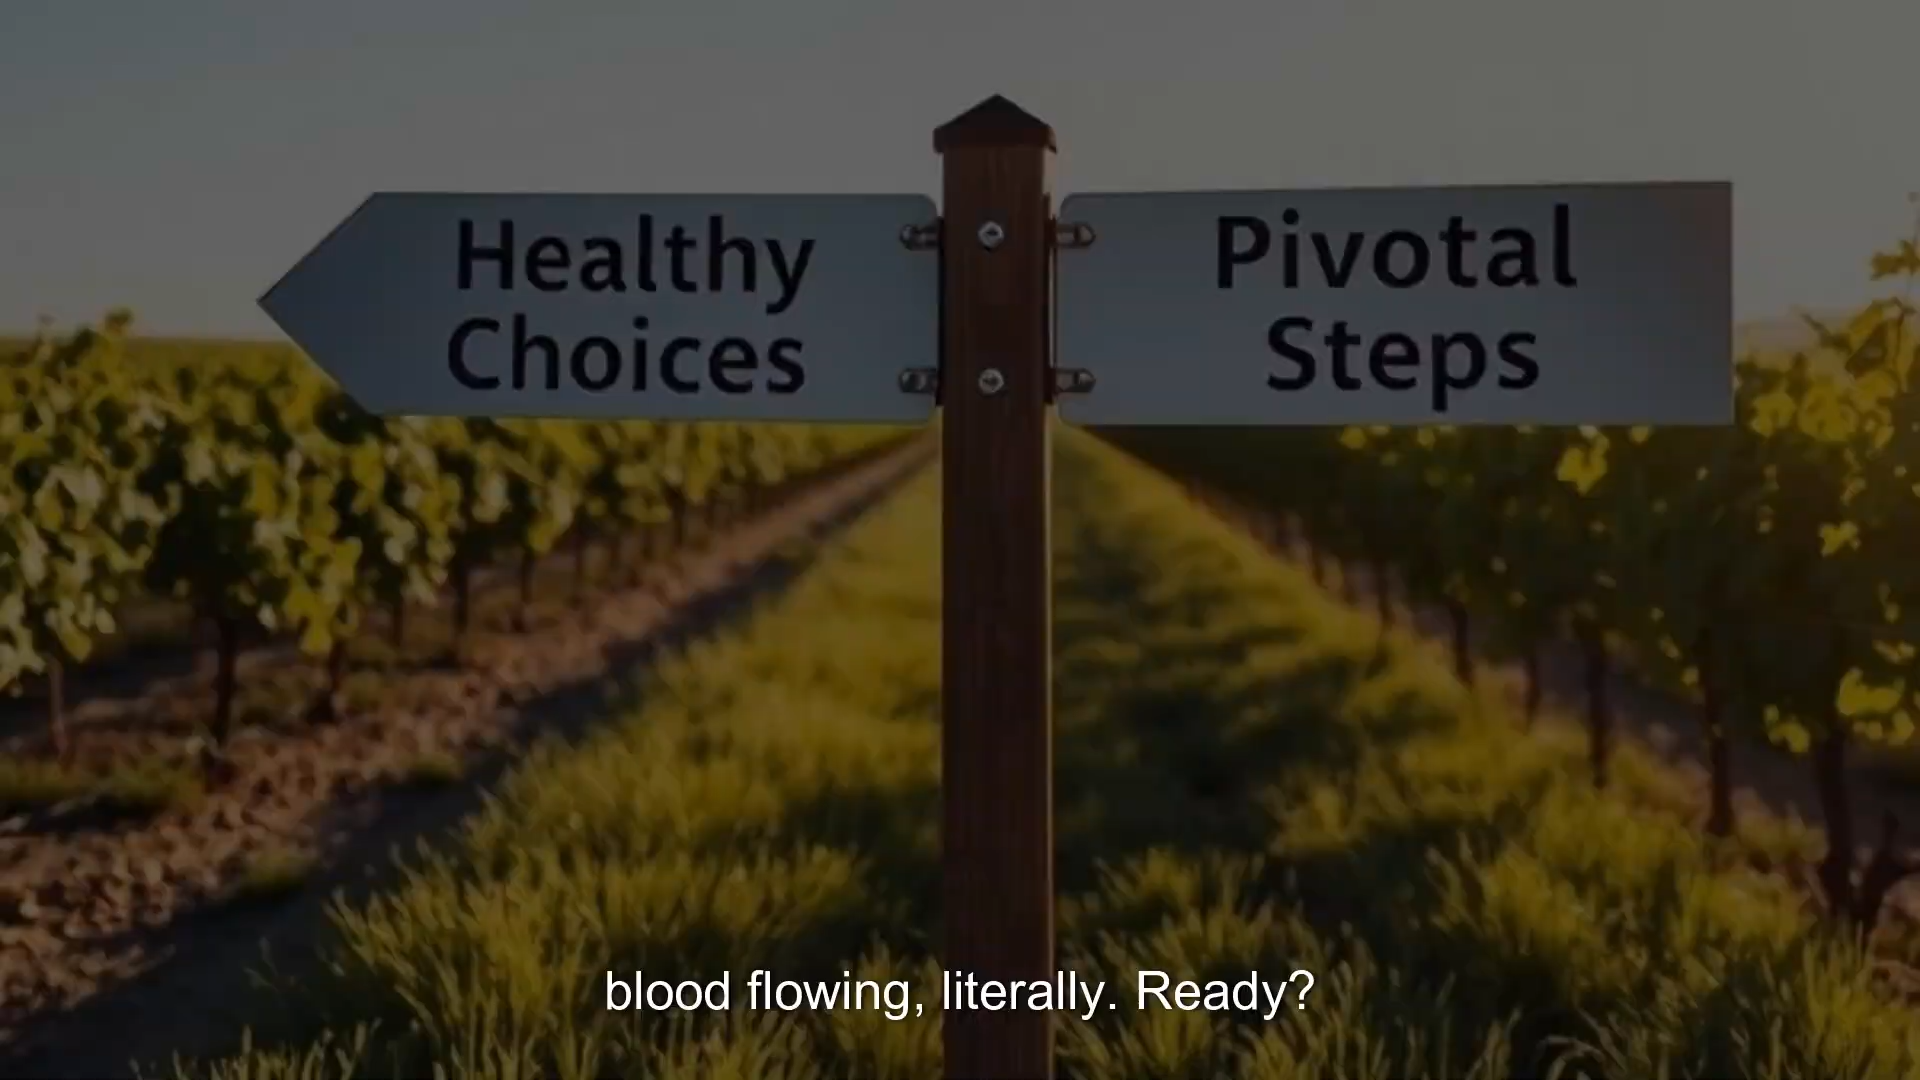 Healthy
Choices
Pivotal
Steps
blood flowing, literally. Ready?